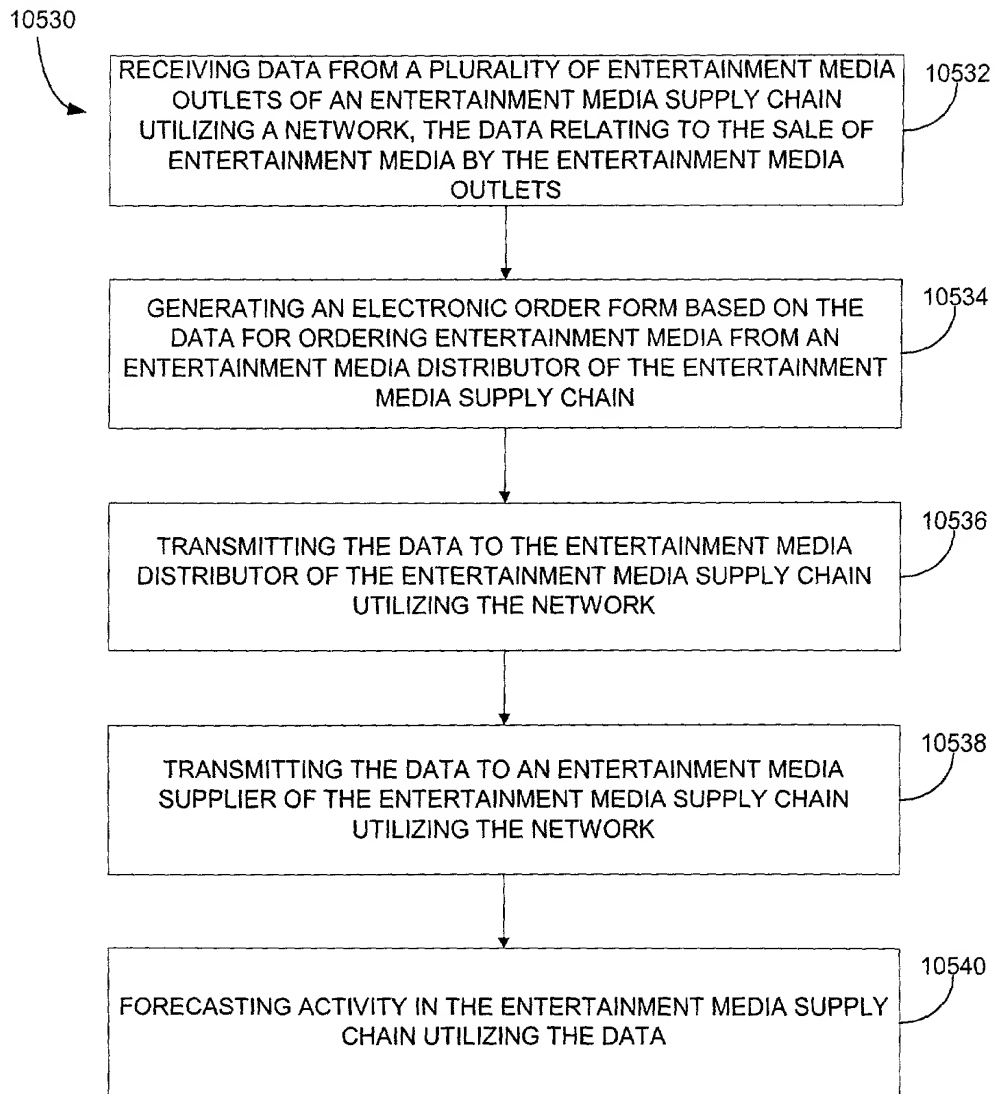 10530
RECEIVING DATA FROM A PLURALITY OF ENTERTAINMENT MEDIA
OUTLETS OF AN ENTERTAINMENT MEDIA SUPPLY CHAIN
UTILIZING A NETWORK, THE DATA RELATING TO THE SALE OF
ENTERTAINMENT MEDIA BY THE ENTERTAINMENT MEDIA
OUTLETS
10532
GENERATING AN ELECTRONIC ORDER FORM BASED ON THE
DATA FOR ORDERING ENTERTAINMENT MEDIA FROM AN
ENTERTAINMENT MEDIA DISTRIBUTOR OF THE ENTERTAINMENT
MEDIA SUPPLY CHAIN
10534
TRANSMITTING THE DATA TO THE ENTERTAINMENT MEDIA
DISTRIBUTOR OF THE ENTERTAINMENT MEDIA SUPPLY CHAIN
UTILIZING THE NETWORK
10536
TRANSMITTING THE DATA TO AN ENTERTAINMENT MEDIA
SUPPLIER OF THE ENTERTAINMENT MEDIA SUPPLY CHAIN
UTILIZING THE NETWORK
10538
FORECASTING ACTIVITY IN THE ENTERTAINMENT MEDIA SUPPLY
CHAIN UTILIZING THE DATA
10540